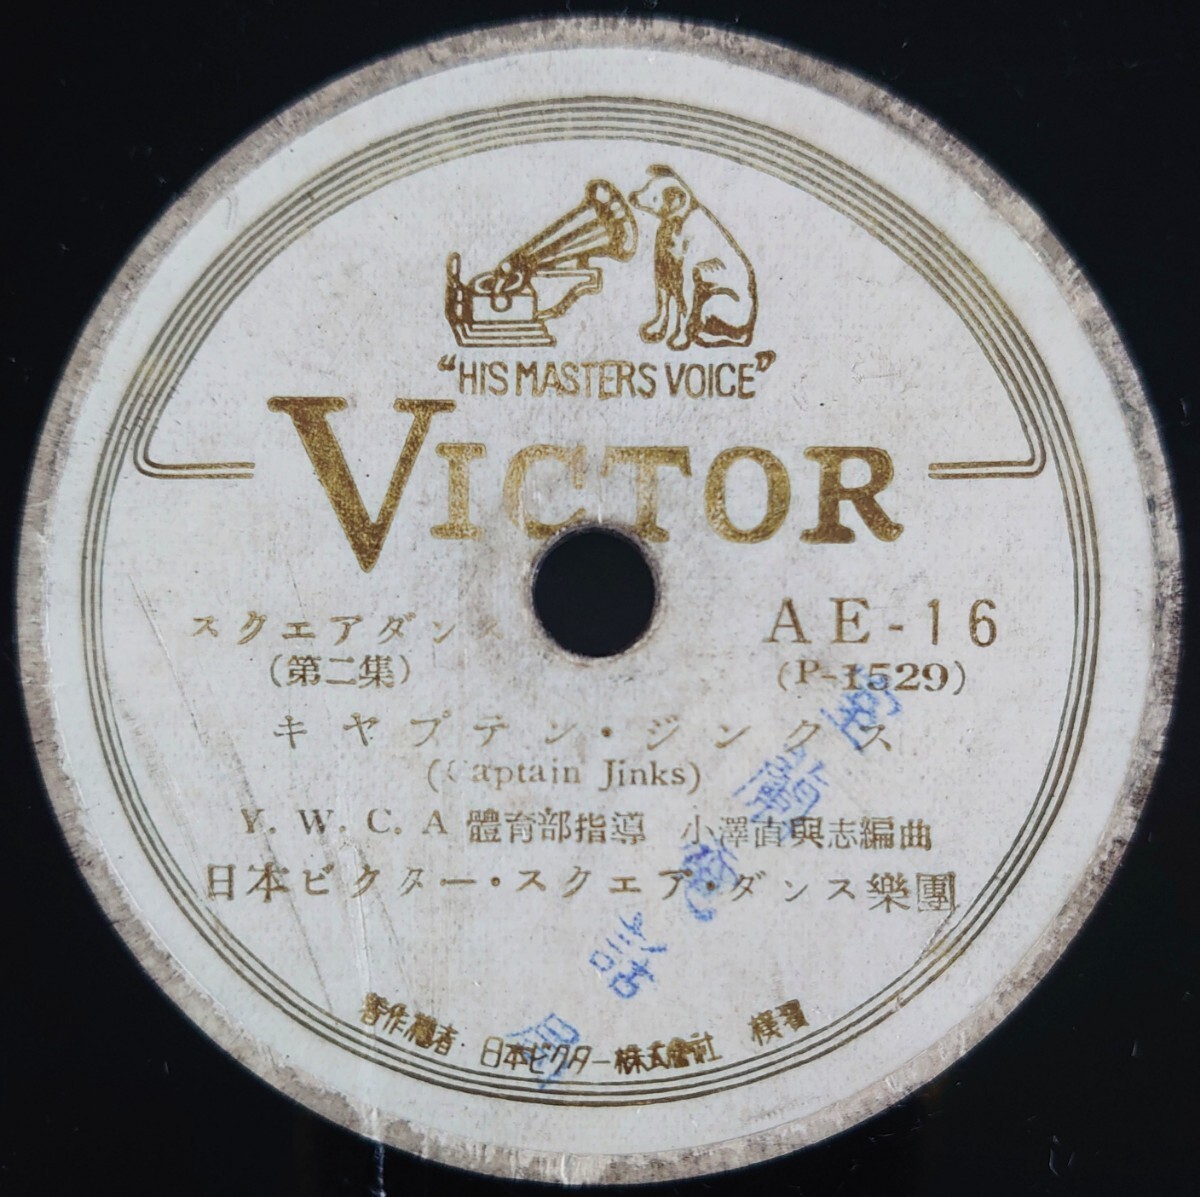 "HIS MASTERS VOICE"
VICTOR
スクエアダンス
(第二集)
AE-16
(P-1529)
キヤプテン・ジンクス
(Captain Jinks)
Y. W. C. A 體育部指導 小澤直與志編曲
日本ビクター・スクエア・ダンス樂團
著作權者・日本ビクター株式會社